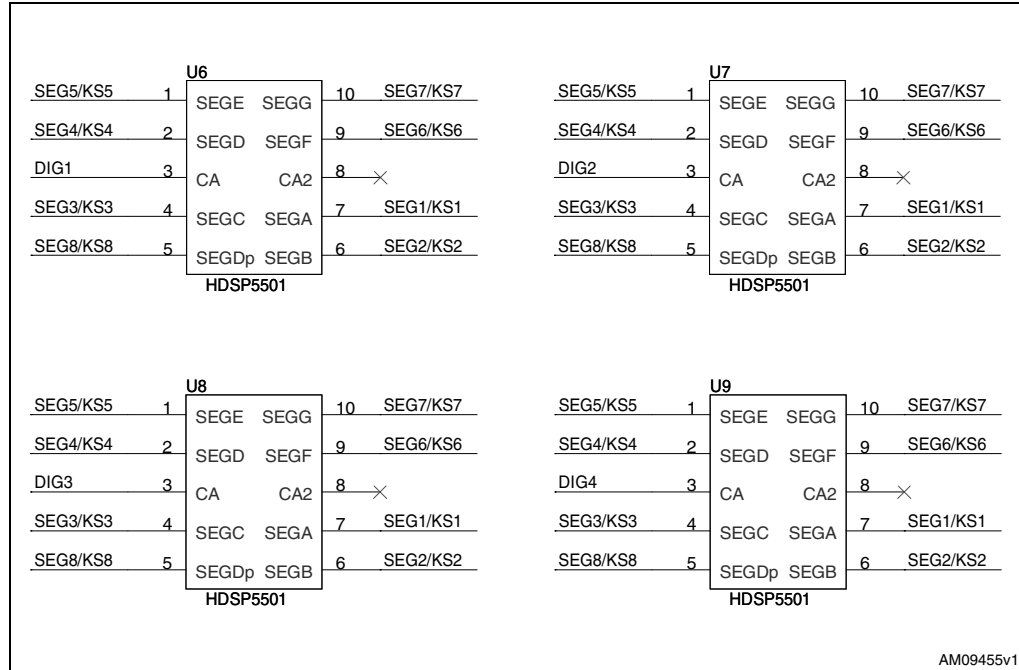 U6
SEG5/KS5 1 SEGE SEGG 10 SEG7/KS7
SEG4/KS4 2 SEGD SEGF 9 SEG6/KS6
DIG1 3 CA CA2 8
SEG3/KS3 4 SEGC SEGA 7 SEG1/KS1
SEG8/KS8 5 SEGDp SEGB 6 SEG2/KS2
HDSP5501
U7
SEG5/KS5 1 SEGE SEGG 10 SEG7/KS7
SEG4/KS4 2 SEGD SEGF 9 SEG6/KS6
DIG2 3 CA CA2 8
SEG3/KS3 4 SEGC SEGA 7 SEG1/KS1
SEG8/KS8 5 SEGDp SEGB 6 SEG2/KS2
HDSP5501
U8
SEG5/KS5 1 SEGE SEGG 10 SEG7/KS7
SEG4/KS4 2 SEGD SEGF 9 SEG6/KS6
DIG3 3 CA CA2 8
SEG3/KS3 4 SEGC SEGA 7 SEG1/KS1
SEG8/KS8 5 SEGDp SEGB 6 SEG2/KS2
HDSP5501
U9
SEG5/KS5 1 SEGE SEGG 10 SEG7/KS7
SEG4/KS4 2 SEGD SEGF 9 SEG6/KS6
DIG4 3 CA CA2 8
SEG3/KS3 4 SEGC SEGA 7 SEG1/KS1
SEG8/KS8 5 SEGDp SEGB 6 SEG2/KS2
HDSP5501
AM09455v1